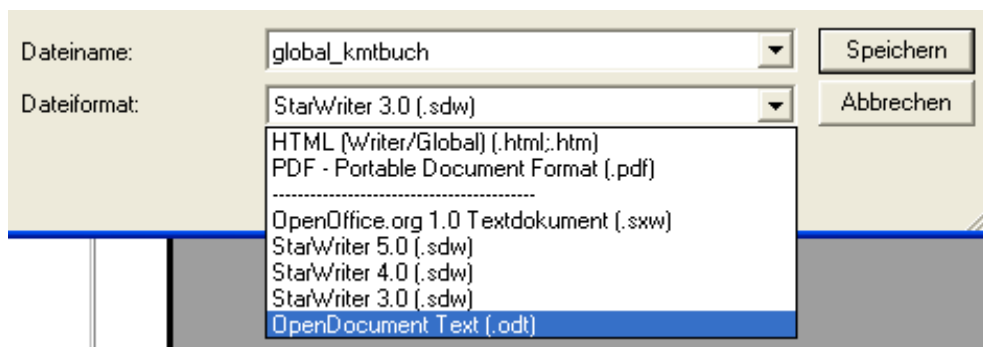 Dateiname: global_kmtbuch Speichern
Dateiformat: StarWriter 3.0 (.sdw) Abbrechen
HTML (Writer/Global) (.html;.htm)
PDF - Portable Document Format (.pdf)
----------------------------------------
OpenOffice.org 1.0 Textdokument (.sxw)
StarWriter 5.0 (.sdw)
StarWriter 4.0 (.sdw)
StarWriter 3.0 (.sdw)
OpenDocument Text (.odt)